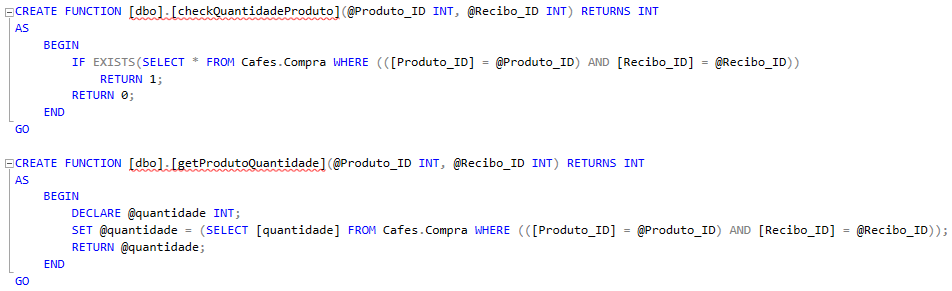 CREATE FUNCTION [dbo].[checkQuantidadeProduto](@Produto_ID INT, @Recibo_ID INT) RETURNS INT
AS
    BEGIN
        IF EXISTS(SELECT * FROM Cafes.Compra WHERE (([Produto_ID] = @Produto_ID) AND [Recibo_ID] = @Recibo_ID))
            RETURN 1;
        RETURN 0;
    END
GO
CREATE FUNCTION [dbo].[getProdutoQuantidade](@Produto_ID INT, @Recibo_ID INT) RETURNS INT
AS
    BEGIN
        DECLARE @quantidade INT;
        SET @quantidade = (SELECT [quantidade] FROM Cafes.Compra WHERE (([Produto_ID] = @Produto_ID) AND [Recibo_ID] = @Recibo_ID));
        RETURN @quantidade;
    END
GO